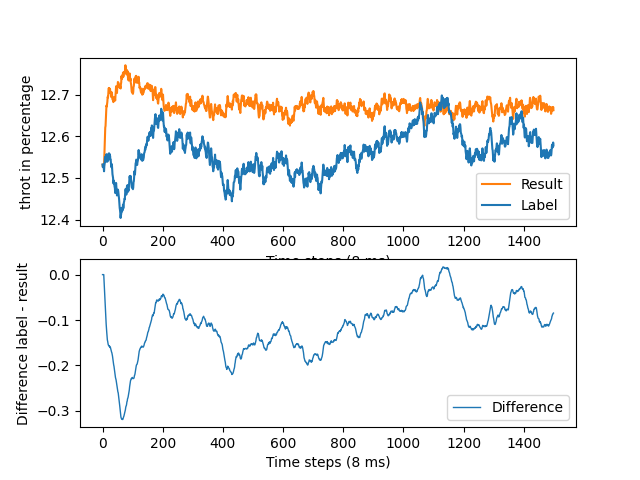 throt in percentage
12.7
12.6
12.5
12.4
Result
Label
0 200 400 600 800 1000 1200 1400
Time steps (8 ms)
Difference label - result
0.0
−0.1
−0.2
−0.3
Difference
0 200 400 600 800 1000 1200 1400
Time steps (8 ms)